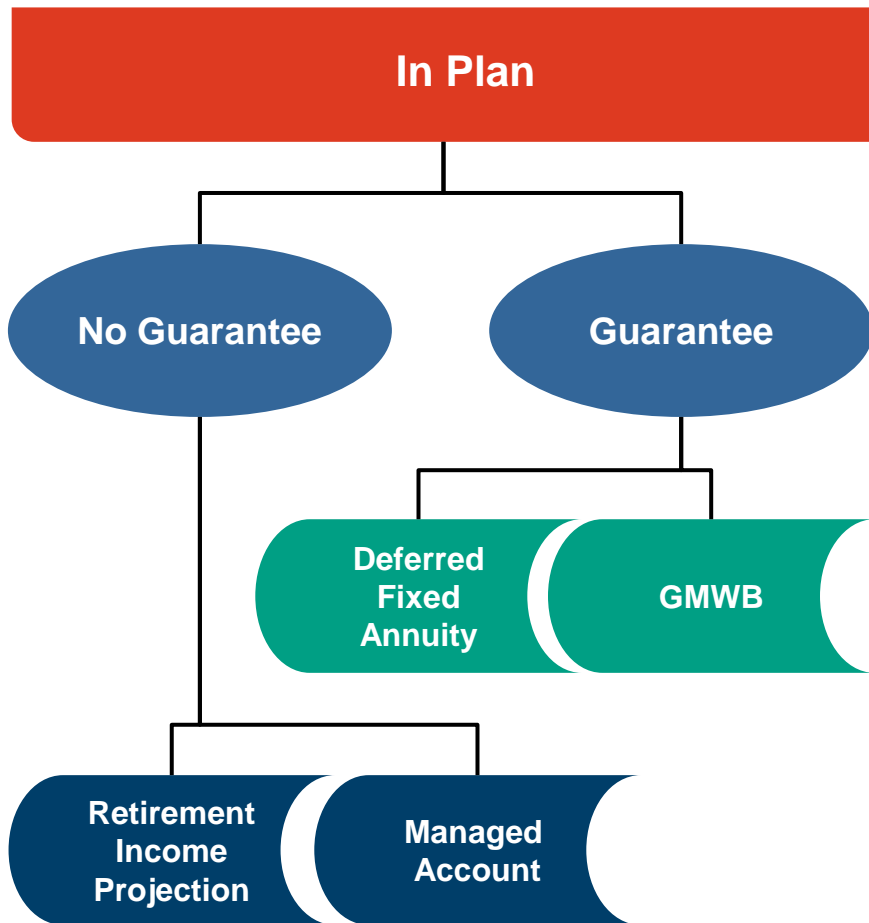 In Plan
No Guarantee
Guarantee
Deferred
Fixed
Annuity
GMWB
Retirement
Income
Projection
Managed
Account